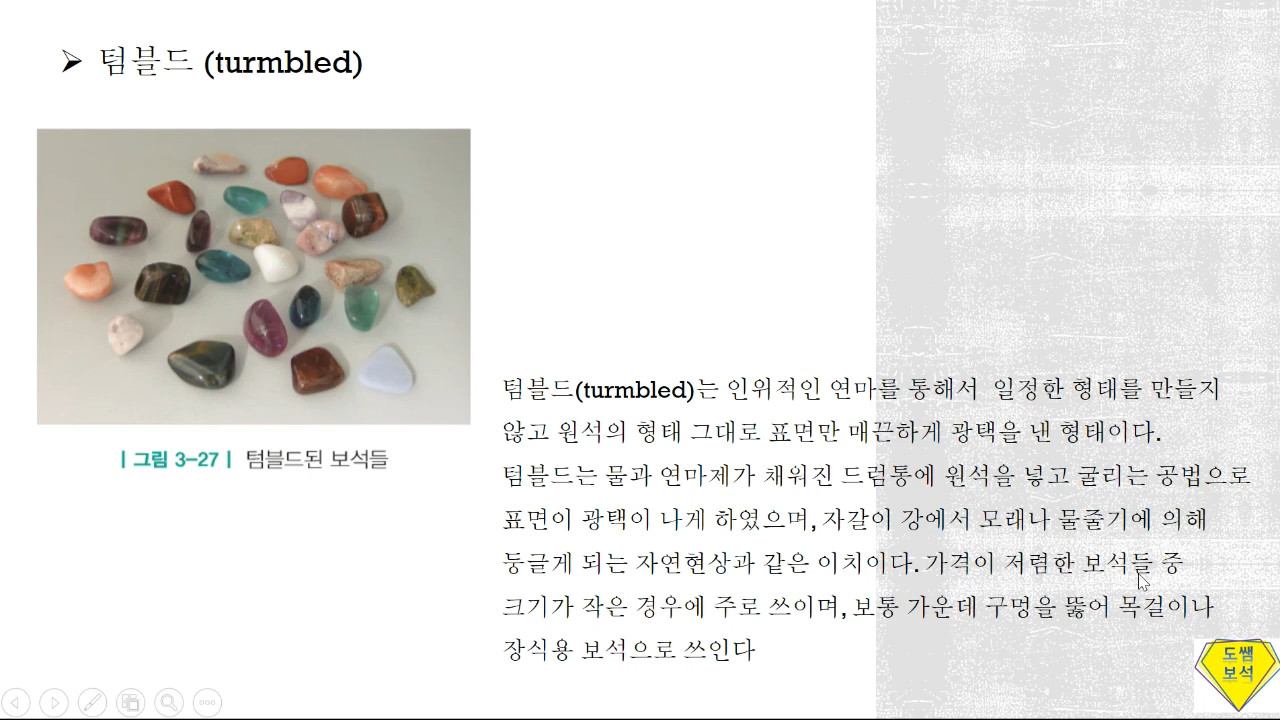 텀블드 (turmbled)
| 그림 3-27 | 텀블드된 보석들
텀블드(turmbled)는 인위적인 연마를 통해서 일정한 형태를 만들지
않고 원석의 형태 그대로 표면만 매끈하게 광택을 낸 형태이다.
텀블드는 물과 연마제가 채워진 드럼통에 원석을 넣고 굴리는 공법으로
표면이 광택이 나게 하였으며, 자갈이 강에서 모래나 물줄기에 의해
둥글게 되는 자연현상과 같은 이치이다. 가격이 저렴한 보석들 중
크기가 작은 경우에 주로 쓰이며, 보통 가운데 구멍을 뚫어 목걸이나
장식용 보석으로 쓰인다
도쌤
보석